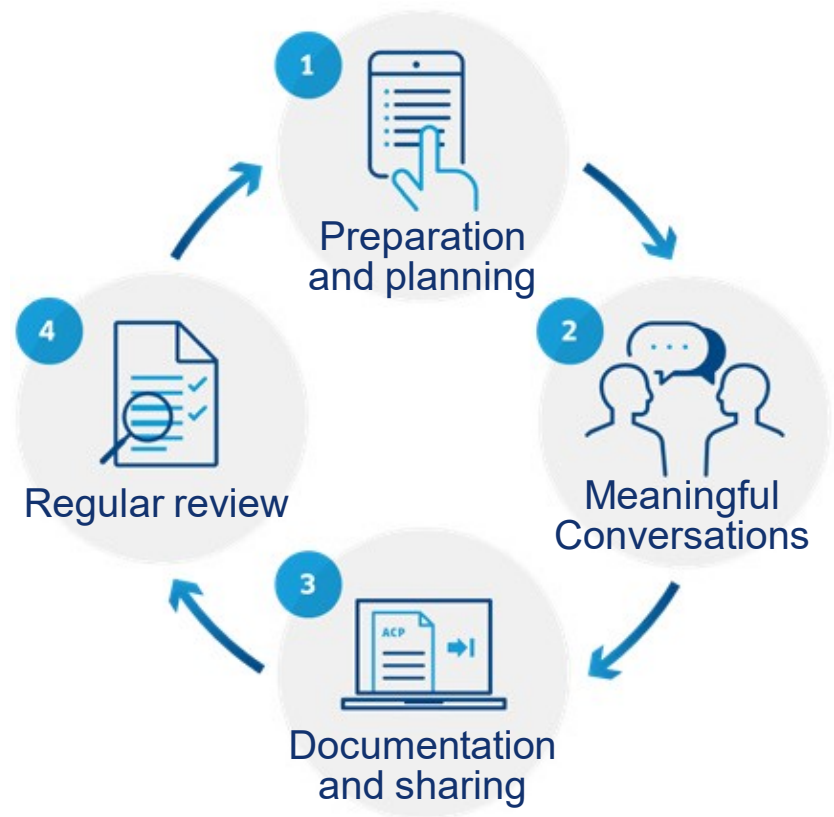 1
Preparation
and planning
2
Meaningful
Conversations
3
ACP
Documentation
and sharing
4
Regular review